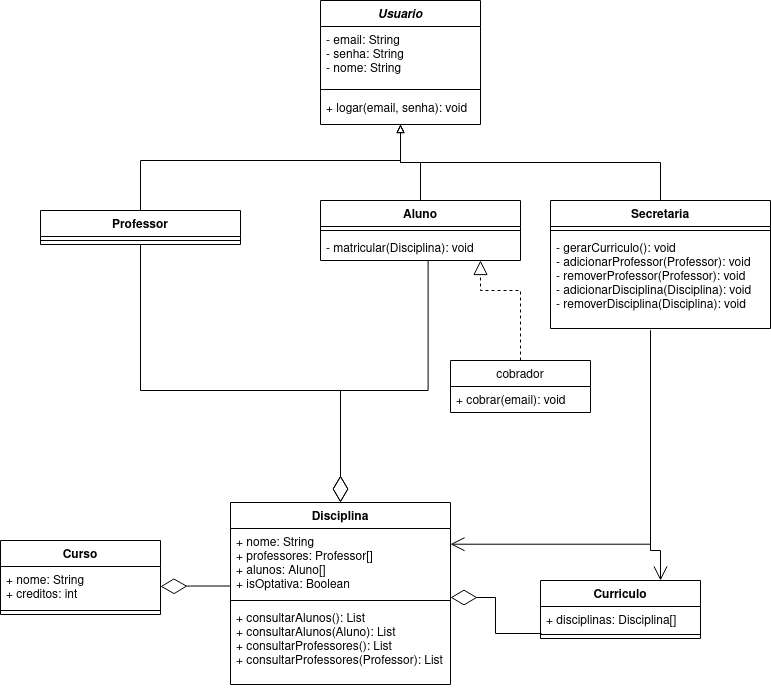 Usuario
- email: String
- senha: String
- nome: String
+ logar(email, senha): void
Professor
Aluno
- matricular(Disciplina): void
Secretaria
- gerarCurriculo(): void
- adicionarProfessor(Professor): void
- removerProfessor(Professor): void
- adicionarDisciplina(Disciplina): void
- removerDisciplina(Disciplina): void
cobrador
+ cobrar(email): void
Disciplina
+ nome: String
+ professores: Professor[]
+ alunos: Aluno[]
+ isOptativa: Boolean
+ consultarAlunos(): List
+ consultarAlunos(Aluno): List
+ consultarProfessores(): List
+ consultarProfessores(Professor): List
Curso
+ nome: String
+ creditos: int
Curriculo
+ disciplinas: Disciplina[]